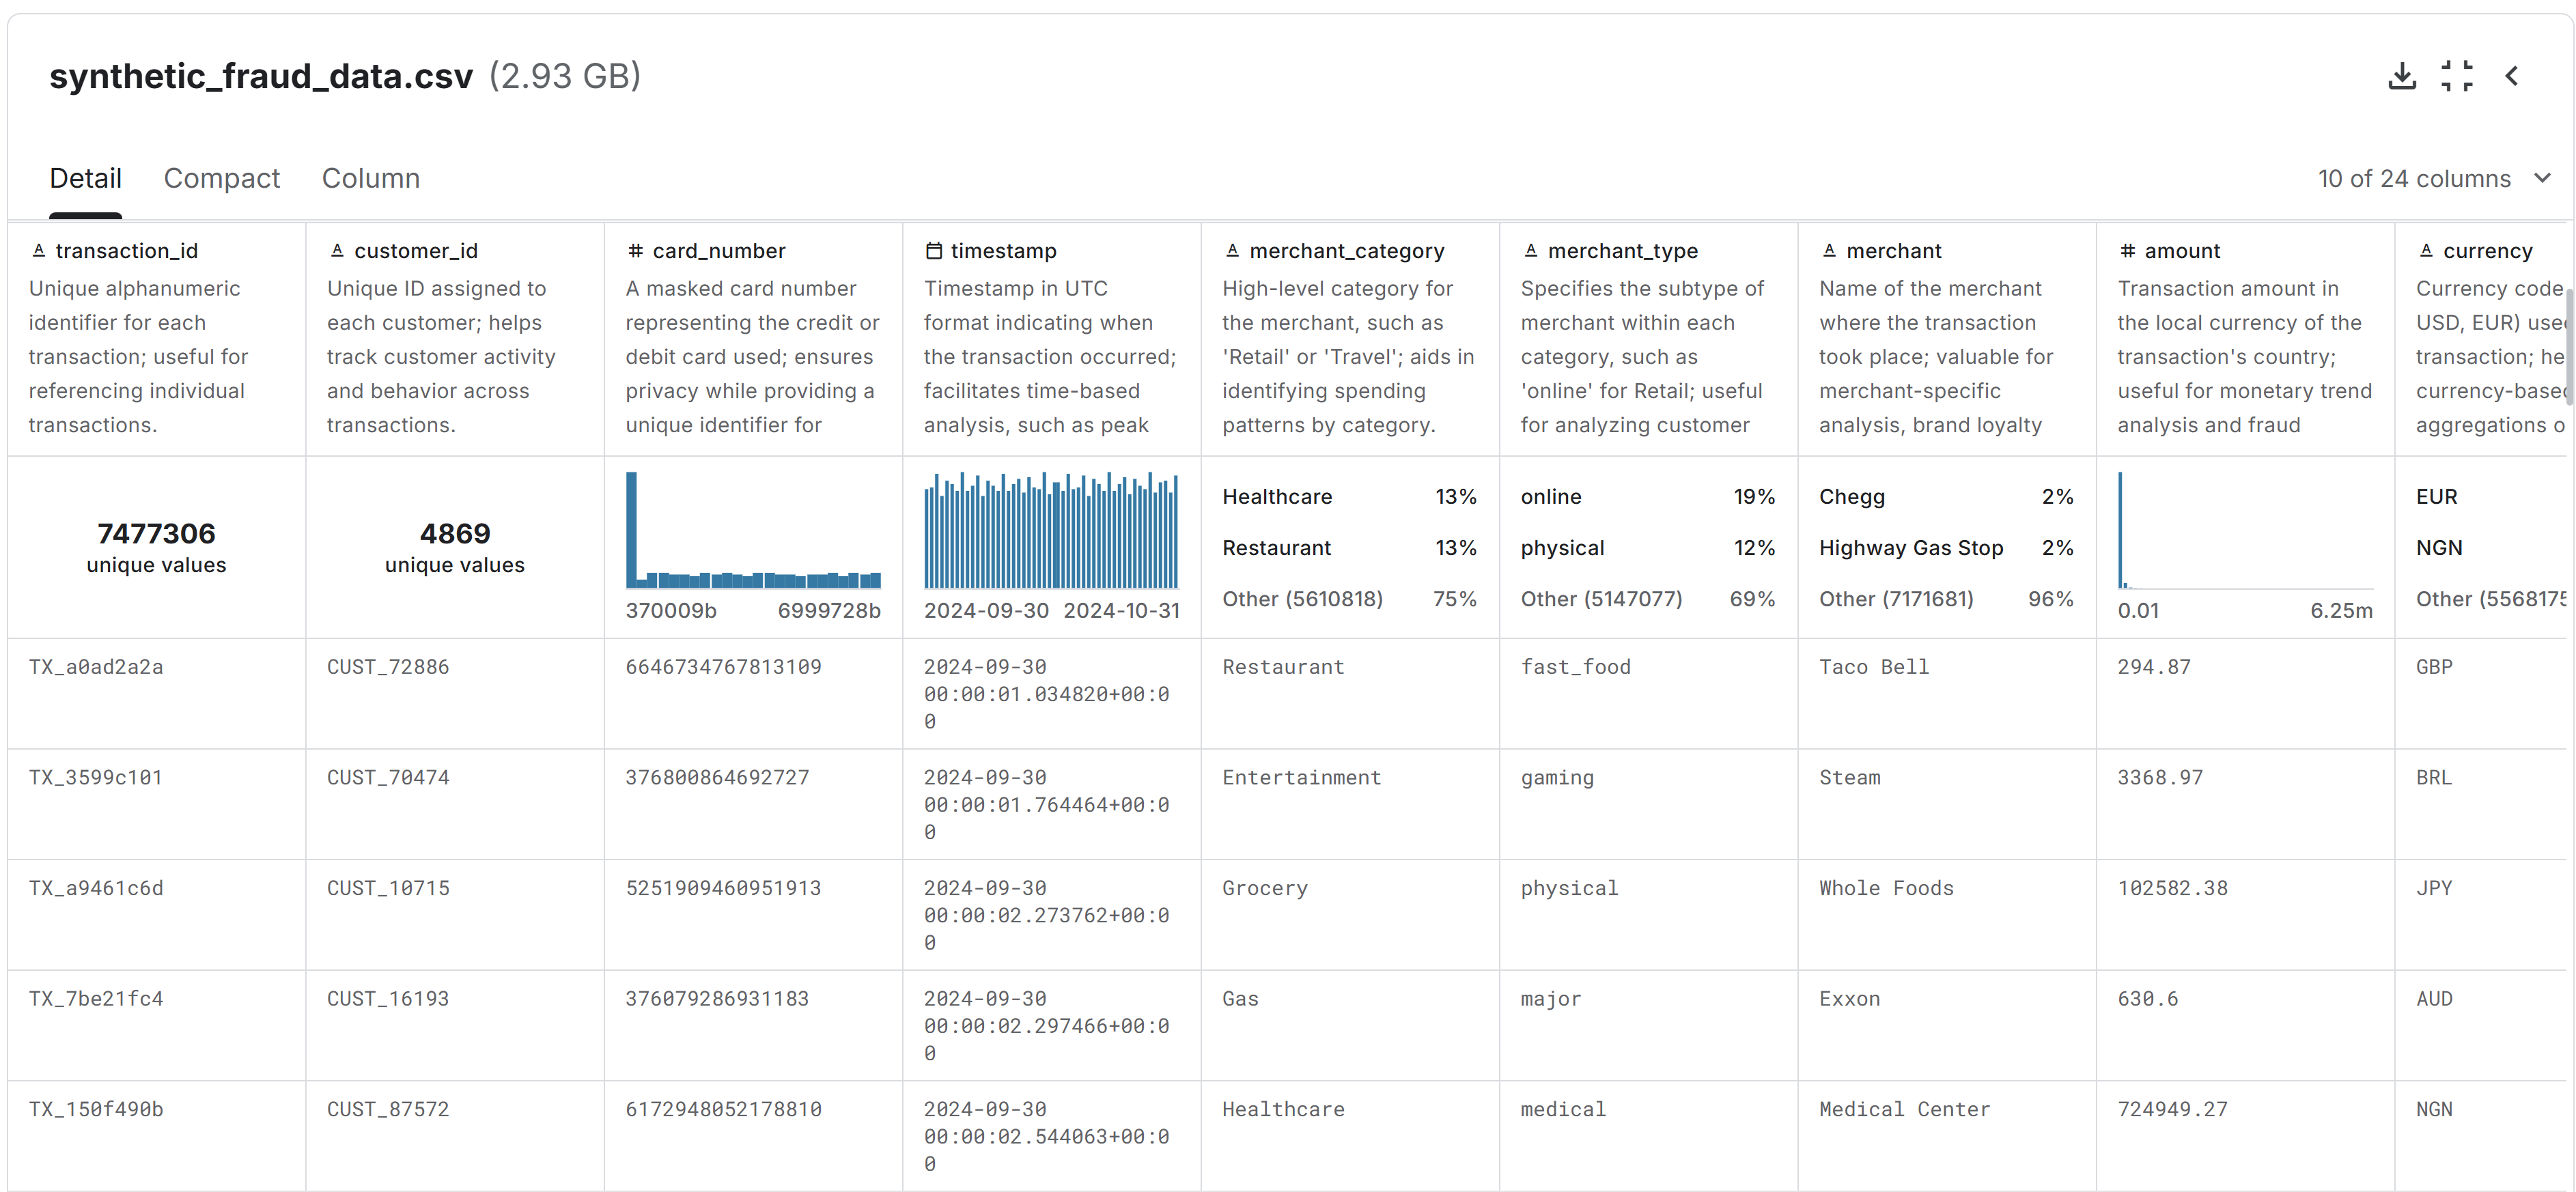 synthetic_fraud_data.csv (2.93 GB)
Detail Compact Column 10 of 24 columns
transaction_id
Unique alphanumeric
identifier for each
transaction; useful for
referencing individual
transactions.
customer_id
Unique ID assigned to
each customer; helps
track customer activity
and behavior across
transactions.
card_number
A masked card number
representing the credit or
debit card used; ensures
privacy while providing a
unique identifier for
timestamp
Timestamp in UTC
format indicating when
the transaction occurred;
facilitates time-based
analysis, such as peak
merchant_category
High-level category for
the merchant, such as
'Retail' or 'Travel'; aids in
identifying spending
patterns by category.
merchant_type
Specifies the subtype of
merchant within each
category, such as
'online' for Retail; useful
for analyzing customer
merchant
Name of the merchant
where the transaction
took place; valuable for
merchant-specific
analysis, brand loyalty
amount
Transaction amount in
the local currency of the
transaction's country;
useful for monetary trend
analysis and fraud
currency
Currency code
USD, EUR)
transaction;
currency-based
aggregations
7477306
unique values
4869
unique values
370009b 6999728b
2024-09-30 2024-10-31
Healthcare 13%
Restaurant 13%
Other (5610818) 75%
online 19%
physical 12%
Other (5147077) 69%
Chegg 2%
Highway Gas Stop 2%
Other (7171681) 96%
0.01 6.25m
EUR
NGN
Other (5568175
TX_a0ad2a2a
CUST_72886
6646734767813109
2024-09-30
00:00:01.034820+00:0
0
Restaurant
fast_food
Taco Bell
294.87
GBP
TX_3599c101
CUST_70474
376800864692727
2024-09-30
00:00:01.764464+00:0
0
Entertainment
gaming
Steam
3368.97
BRL
TX_a9461c6d
CUST_10715
5251909460951913
2024-09-30
00:00:02.273762+00:0
0
Grocery
physical
Whole Foods
102582.38
JPY
TX_7be21fc4
CUST_16193
376079286931183
2024-09-30
00:00:02.297466+00:0
0
Gas
major
Exxon
630.6
AUD
TX_150f490b
CUST_87572
6172948052178810
2024-09-30
00:00:02.544063+00:0
0
Healthcare
medical
Medical Center
724949.27
NGN